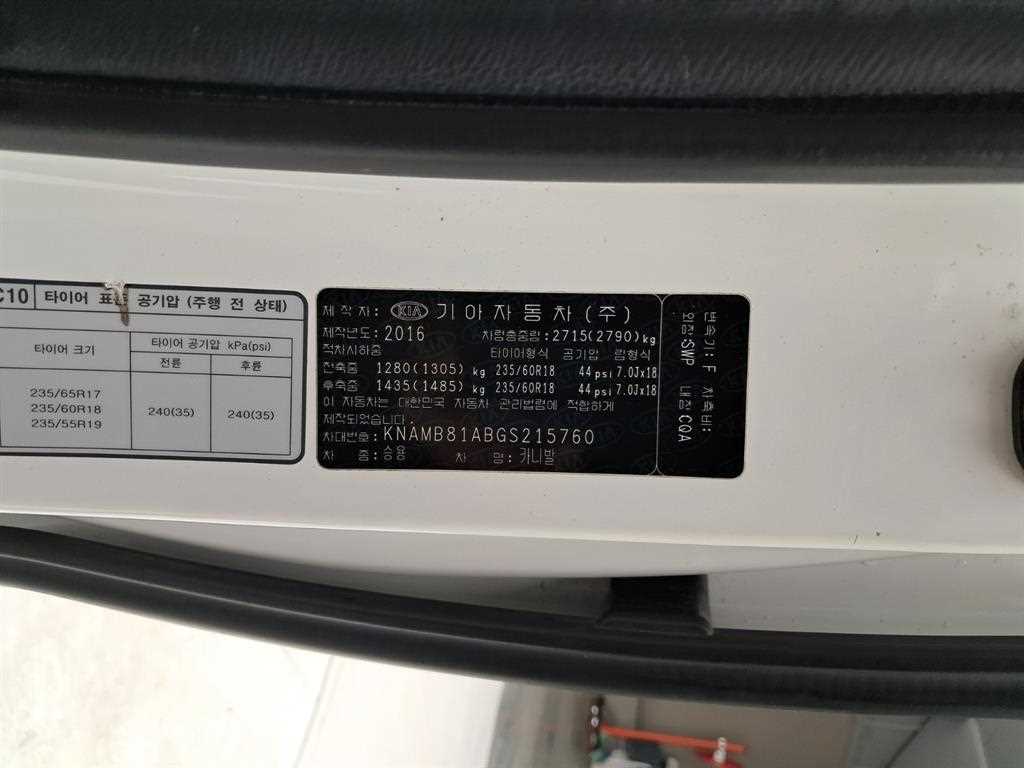 C10 타이어 표준 공기압 (주행 전 상태)
타이어 크기
타이어 공기압 kPa(psi)
전륜 후륜
235/65R17
235/60R18
235/55R19
240(35) 240(35)
제 작 자: KIA 기아자동차(주)
제작년도: 2016 차량총중량: 2715(2790)kg
적차시하중 타이어형식 공기압 림형식
전축중 1280(1305) kg 235/60R18 44psi 7.0Jx18
후축중 1435(1485) kg 235/60R18 44psi 7.0Jx18
이 자동차는 대한민국 자동차 관리법령에 적합하게
제작되었습니다.
차대번호: KNAMB81ABGS215760
차 종: 승용 차 명: 카니발
변속기: F 차축비:
외장:SWP 내장:CQA